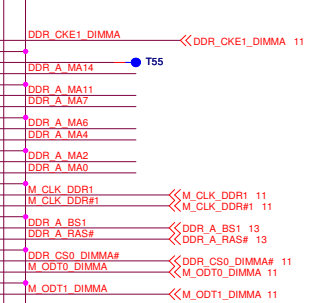 DDR_CKE1_DIMMA DDR_CKE1_DIMMA 11
T55
DDR_A_MA14
DDR_A_MA11
DDR_A_MA7
DDR_A_MA6
DDR_A_MA4
DDR_A_MA2
DDR_A_MA0
M_CLK_DDR1 M_CLK_DDR1 11
M_CLK_DDR#1 M_CLK_DDR#1 11
DDR_A_BS1 DDR_A_BS1 13
DDR_A_RAS# DDR_A_RAS# 13
DDR_CS0_DIMMA# DDR_CS0_DIMMA# 11
M_ODT0_DIMMA M_ODT0_DIMMA 11
M_ODT1_DIMMA M_ODT1_DIMMA 11